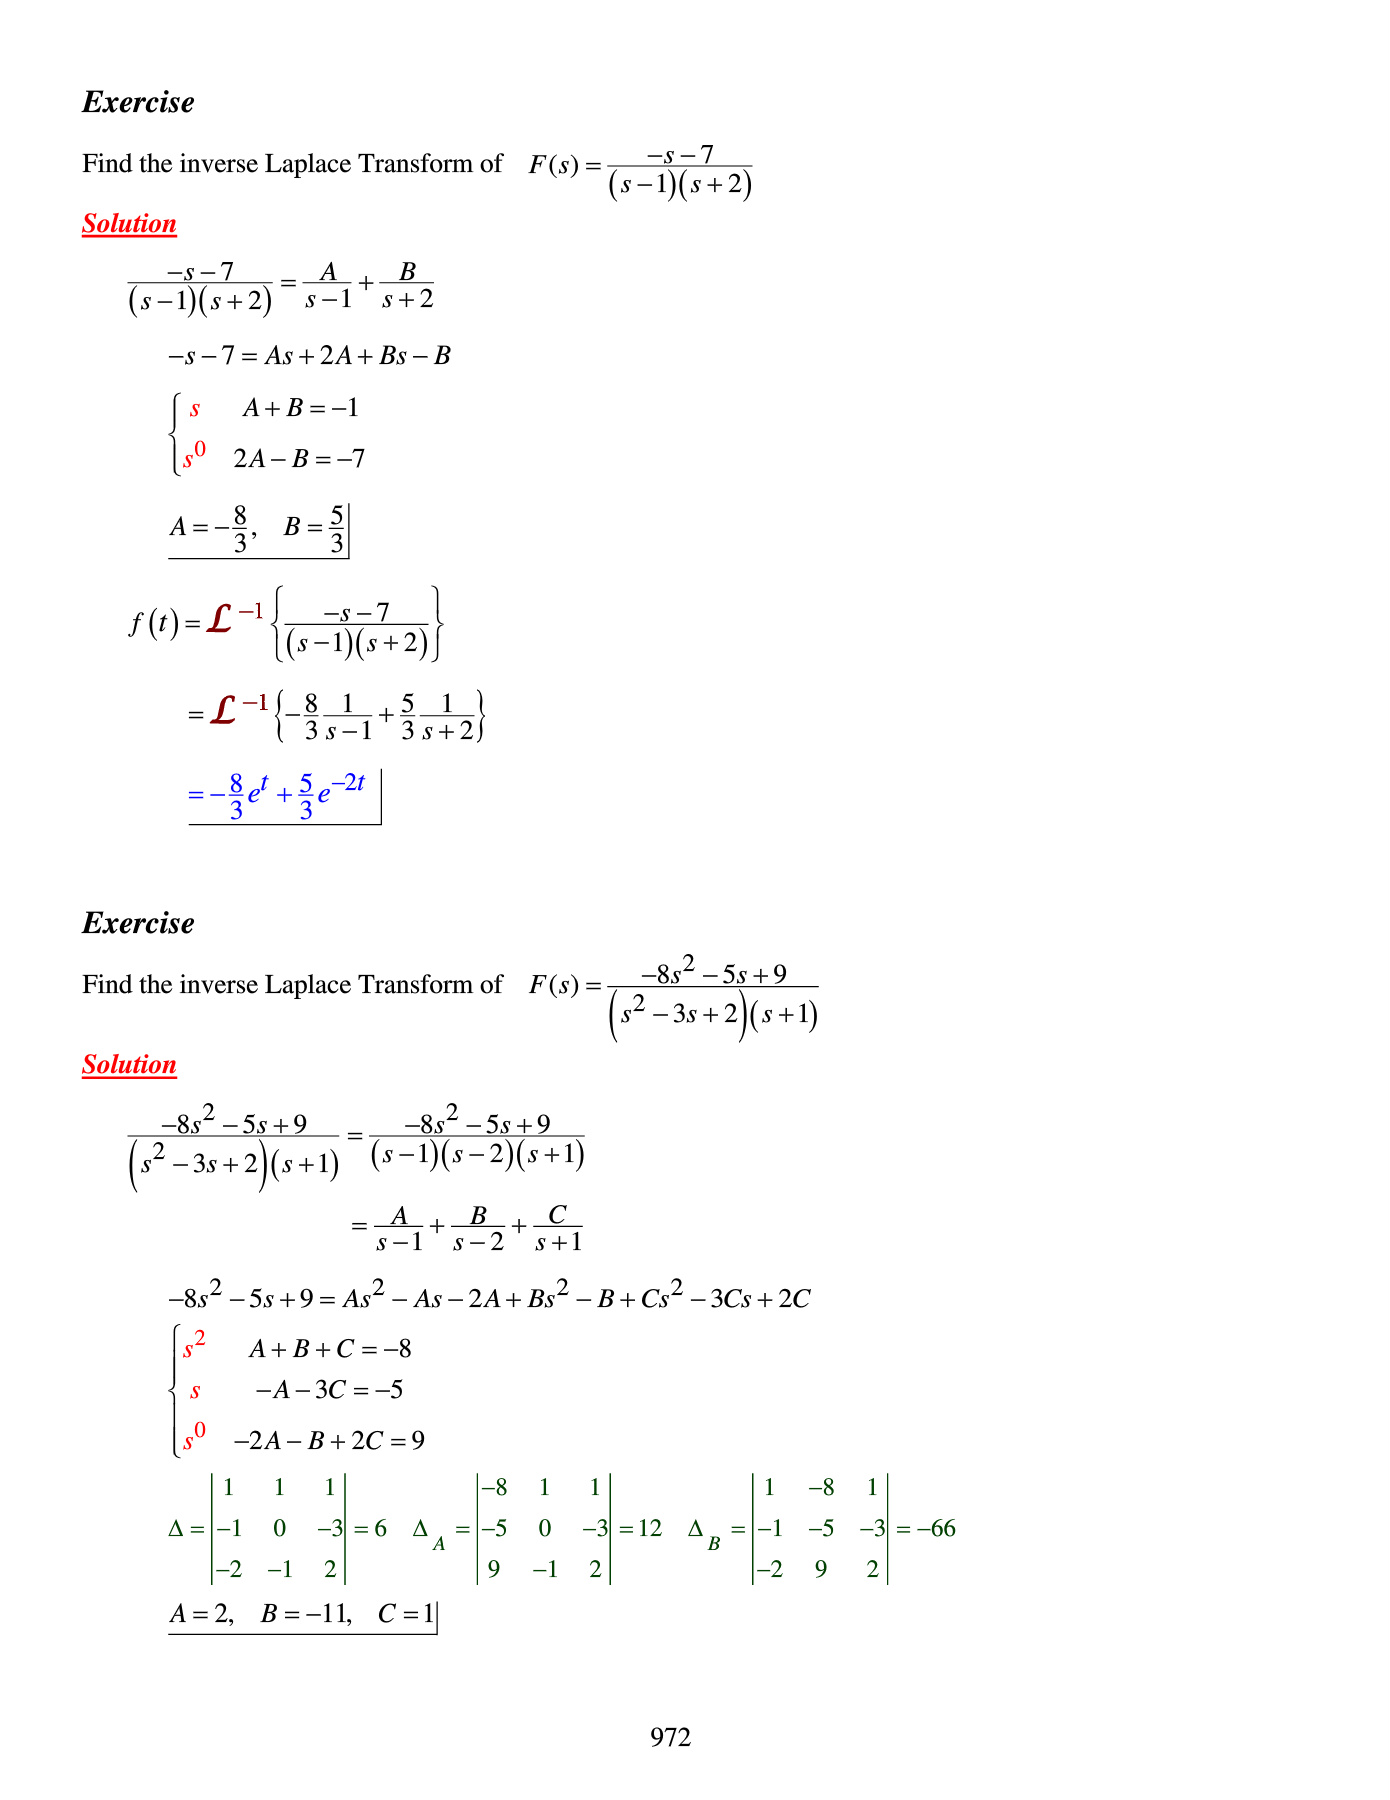 Exercise
Find the inverse Laplace Transform of F(s) = \frac{-s-7}{(s-1)(s+2)}
Solution
\frac{-s-7}{(s-1)(s+2)} = \frac{A}{s-1} + \frac{B}{s+2}
-s-7 = As+2A+Bs-B
\begin{cases} s & A+B=-1 \\ s^0 & 2A-B=-7 \end{cases}
A = -\frac{8}{3}, B = \frac{5}{3}
f(t) = \mathcal{L}^{-1}\left\{\frac{-s-7}{(s-1)(s+2)}\right\}
= \mathcal{L}^{-1}\left\{-\frac{8}{3}\frac{1}{s-1} + \frac{5}{3}\frac{1}{s+2}\right\}
= -\frac{8}{3}e^{t} + \frac{5}{3}e^{-2t}
Exercise
Find the inverse Laplace Transform of F(s) = \frac{-8s^2-5s+9}{(s^2-3s+2)(s+1)}
Solution
\frac{-8s^2-5s+9}{(s^2-3s+2)(s+1)} = \frac{-8s^2-5s+9}{(s-1)(s-2)(s+1)}
= \frac{A}{s-1} + \frac{B}{s-2} + \frac{C}{s+1}
-8s^2-5s+9 = As^2-As-2A+Bs^2-B+Cs^2-3Cs+2C
\begin{cases} s^2 & A+B+C=-8 \\ s & -A-3C=-5 \\ s^0 & -2A-B+2C=9 \end{cases}
\Delta = \begin{vmatrix} 1 & 1 & 1 \\ -1 & 0 & -3 \\ -2 & -1 & 2 \end{vmatrix} = 6 \Delta_A = \begin{vmatrix} -8 & 1 & 1 \\ -5 & 0 & -3 \\ 9 & -1 & 2 \end{vmatrix} = 12 \Delta_B = \begin{vmatrix} 1 & -8 & 1 \\ -1 & -5 & -3 \\ -2 & 9 & 2 \end{vmatrix} = -66
A = 2, B = -11, C = 1
972